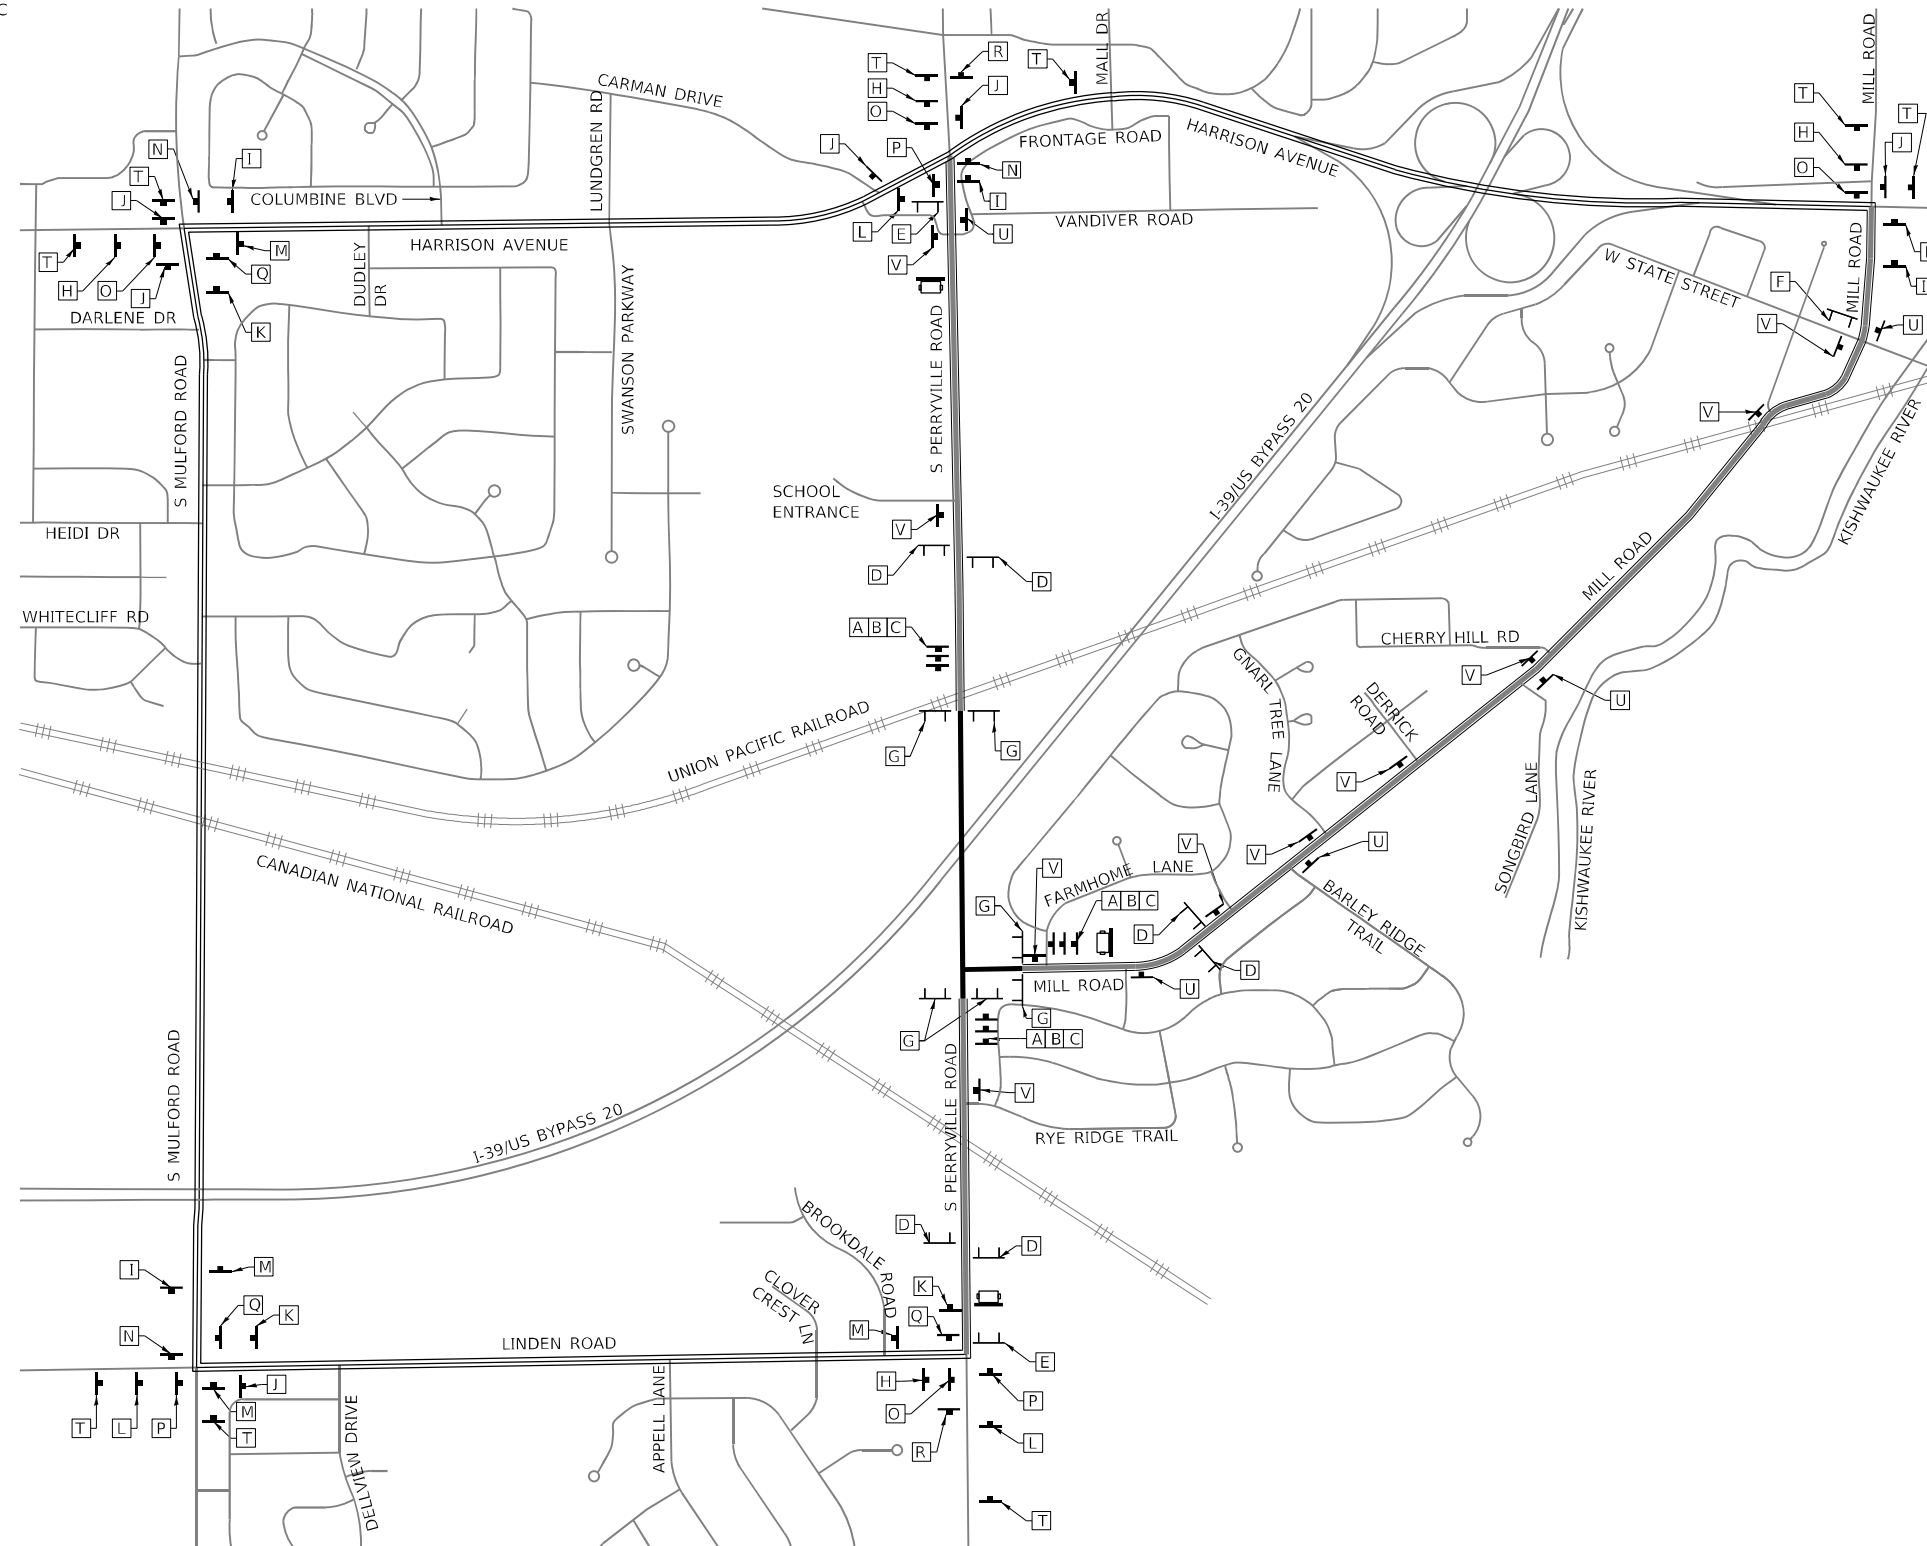 C
R
T
T
J
H
O
MALL DR
MILL ROAD
T
T
H
J
O
CARMAN DRIVE
LUNDGREN RD
N
I
T
J
COLUMBINE BLVD
J
P
N
I
FRONTAGE ROAD
HARRISON AVENUE
VANDIVER ROAD
L
E
U
V
T
H
O
J
M
Q
K
HARRISON AVENUE
DUDLEY
DR
DARLENE DR
SWANSON PARKWAY
S MULFORD ROAD
S PERRYVILLE ROAD
W STATE STREET
MILL ROAD
F
V
U
I
V
KISHWAUKEE RIVER
I-39/US BYPASS 20
SCHOOL
ENTRANCE
V
D
D
HEIDI DR
WHITECLIFF RD
A B C
MILL ROAD
CHERRY HILL RD
V
U
GNARL TREE LANE
DERRICK
ROAD
V
UNION PACIFIC RAILROAD
G
G
SONGBIRD LANE
KISHWAUKEE RIVER
CANADIAN NATIONAL RAILROAD
V
V
V
U
FARMHOME LANE
G
A B C
D
D
BARLEY RIDGE
TRAIL
MILL ROAD
U
G
G
A B C
V
S PERRYVILLE ROAD
RYE RIDGE TRAIL
S MULFORD ROAD
I-39/US BYPASS 20
D
D
BROOKDALE ROAD
CLOVER
CREST LN
I
M
Q
K
N
K
Q
M
E
LINDEN ROAD
T
L
P
J
M
T
H
O
R
P
L
T
DELLVIEW DRIVE
APPELL LANE